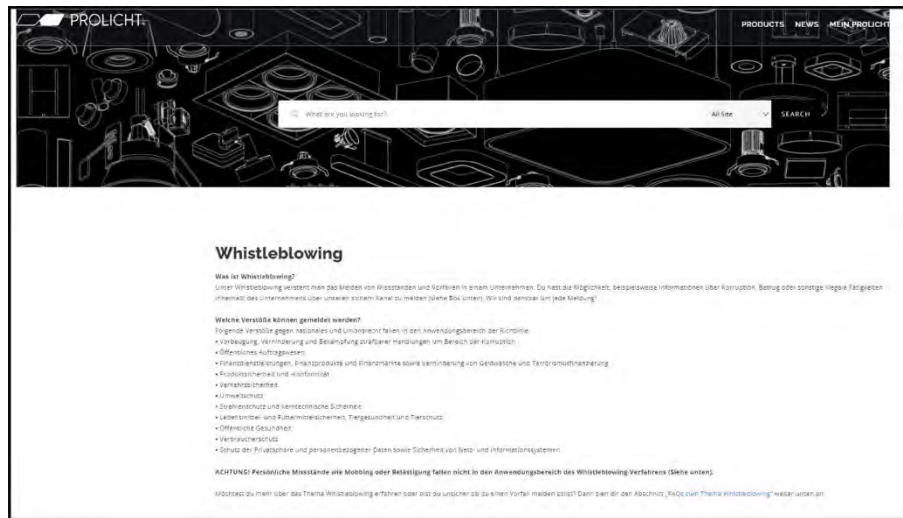 PROLICHT
PRODUCTS NEWS MEIN PROLICHT
What are you looking for?
All Site
SEARCH
Whistleblowing
Was ist Whistleblowing?
Unter Whistleblowing versteht man das Melden von Missständen und Vorfällen in einem Unternehmen. Du hast die Möglichkeit, beispielsweise Informationen über Korruption, Betrug oder sonstige illegale Tätigkeiten
innerhalb des Unternehmens über unseren sichern Kanal zu melden (siehe Box unten). Wir sind dankbar um jede Meldung!
Welche Verstöße können gemeldet werden?
Folgende Verstöße gegen nationales und Unionsrecht fallen in den Anwendungsbereich der Richtlinie:
• Vorbeugung, Verhinderung und Bekämpfung strafbarer Handlungen um Bereich der Korruption
• Öffentliches Auftragswesen
• Finanzdienstleistungen, Finanzprodukte und Finanzmärkte sowie Verhinderung von Geldwäsche und Terrorismusfinanzierung
• Produktsicherheit und -konformität
• Verkehrssicherheit
• Umweltschutz
• Strahlenschutz und kerntechnische Sicherheit
• Lebensmittel- und Futtermittelsicherheit, Tiergesundheit und Tierschutz
• Öffentliche Gesundheit
• Verbraucherschutz
• Schutz der Privatsphäre und personenbezogener Daten sowie Sicherheit von Netz- und Informationssystemen
ACHTUNG! Persönliche Missstände wie Mobbing oder Belästigung fallen nicht in den Anwendungsbereich des Whistleblowing-Verfahrens (Siehe unten).
Möchtest du mehr über das Thema Whistleblowing erfahren oder bist du unsicher ob du einen Vorfall melden sollst? Dann sieh dir den Abschnitt „FAQs zum Thema Whistleblowing" weiter unten an